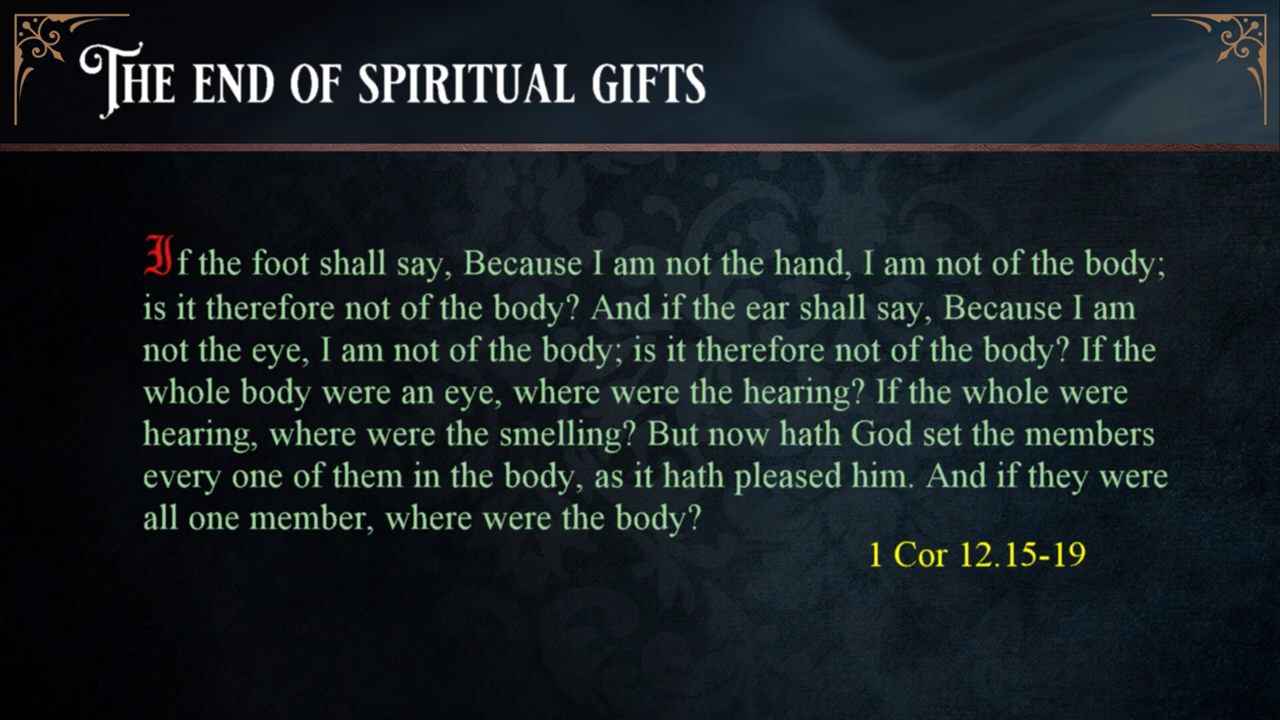 The end of spiritual gifts
If the foot shall say, Because I am not the hand, I am not of the body;
is it therefore not of the body? And if the ear shall say, Because I am
not the eye, I am not of the body; is it therefore not of the body? If the
whole body were an eye, where were the hearing? If the whole were
hearing, where were the smelling? But now hath God set the members
every one of them in the body, as it hath pleased him. And if they were
all one member, where were the body?
1 Cor 12.15-19